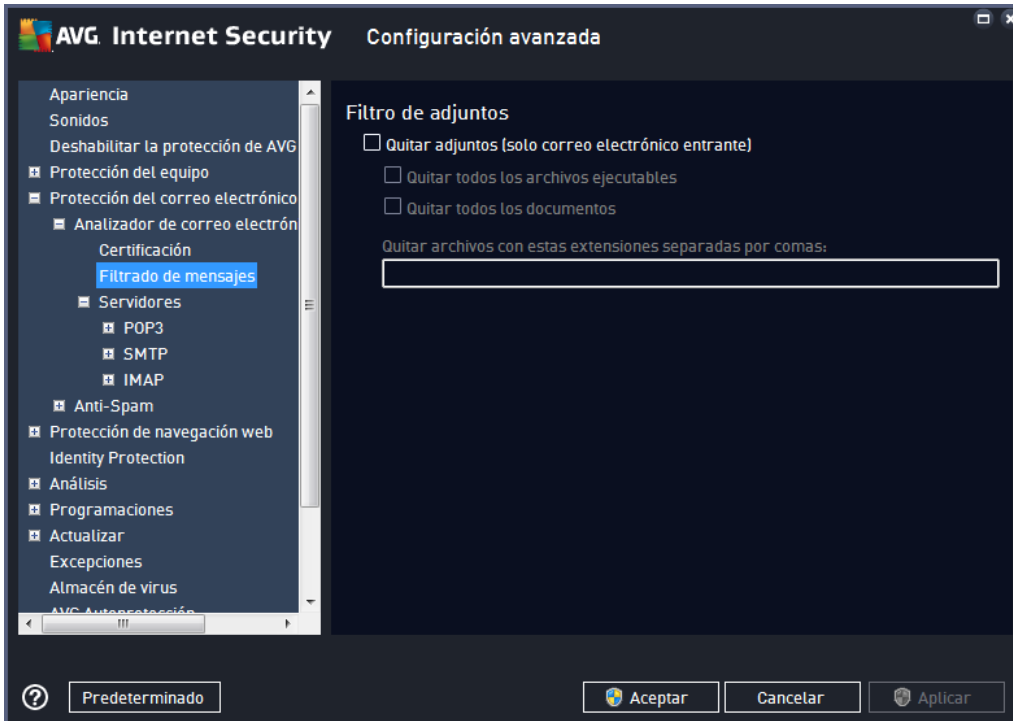 AVG. Internet Security Configuración avanzada
Apariencia
Sonidos
Deshabilitar la protección de AVG
Protección del equipo
Protección del correo electrónico
Analizador de correo electrón
Certificación
Filtrado de mensajes
Servidores
POP3
SMTP
IMAP
Anti-Spam
Protección de navegación web
Identity Protection
Análisis
Programaciones
Actualizar
Excepciones
Almacén de virus
AVG Autoprotección
Filtro de adjuntos
Quitar adjuntos (solo correo electrónico entrante)
Quitar todos los archivos ejecutables
Quitar todos los documentos
Quitar archivos con estas extensiones separadas por comas:
? Predeterminado Aceptar Cancelar Aplicar